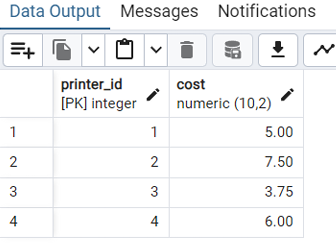 Data Output Messages Notifications
printer_id cost
[PK] integer numeric (10,2)
1 1 5.00
2 2 7.50
3 3 3.75
4 4 6.00